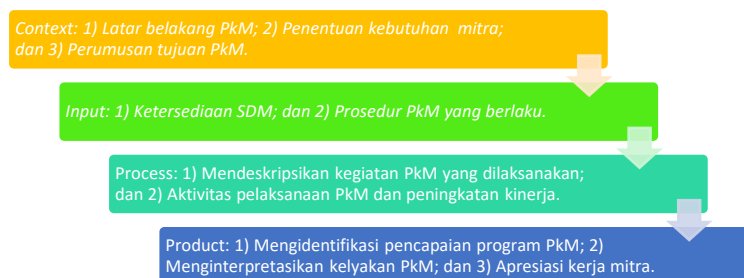 Context: 1) Latar belakang PkM; 2) Penentuan kebutuhan mitra;
dan 3) Perumusan tujuan PkM.
Input: 1) Ketersediaan SDM; dan 2) Prosedur PkM yang berlaku.
Process: 1) Mendeskripsikan kegiatan PkM yang dilaksanakan;
dan 2) Aktivitas pelaksanaan PkM dan peningkatan kinerja.
Product: 1) Mengidentifikasi pencapaian program PkM; 2)
Menginterpretasikan kelyakan PkM; dan 3) Apresiasi kerja mitra.